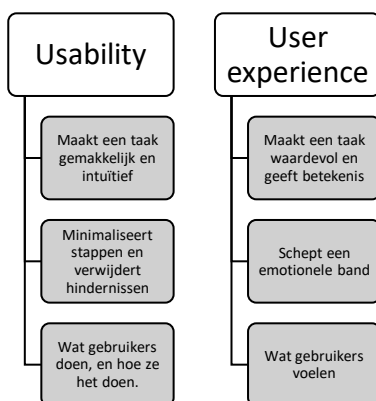 Usability
Maakt een taak
gemakkelijk en
intuïtief
Minimaliseert
stappen en
verwijdert
hindernissen
Wat gebruikers
doen, en hoe ze
het doen.
User
experience
Maakt een taak
waardevol en
geeft betekenis
Schept een
emotionele band
Wat gebruikers
voelen